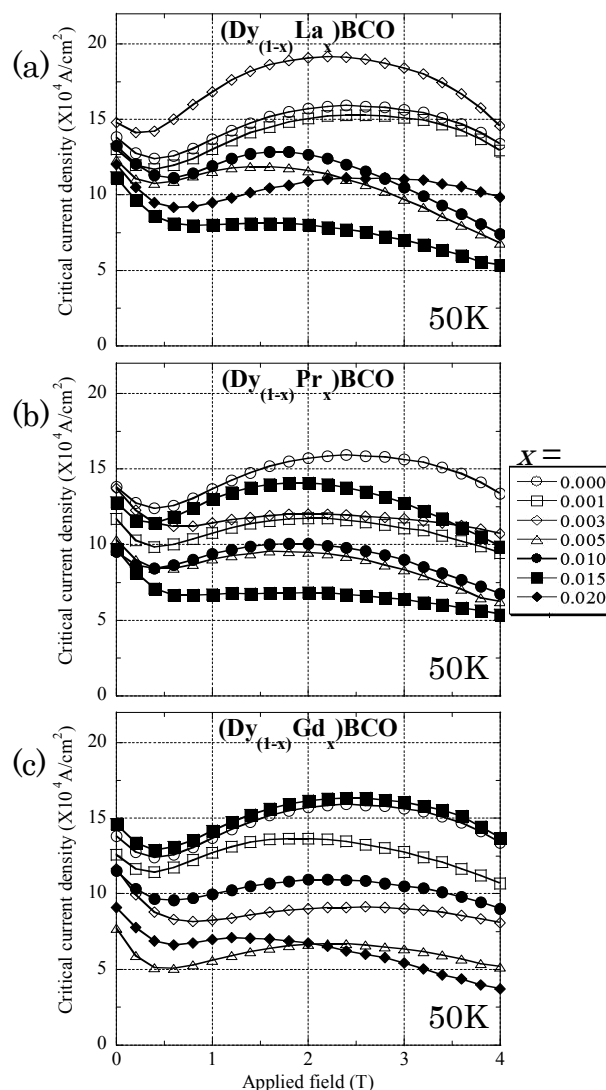 (a)
(Dy(1-x)Lax)BCO
Critical current density (X10⁴A/cm²)
20
15
10
5
0
50K
(b)
(Dy(1-x)Prx)BCO
Critical current density (X10⁴A/cm²)
20
15
10
5
0
50K
x =
0.000
0.001
0.003
0.005
0.010
0.015
0.020
(c)
(Dy(1-x)Gdx)BCO
Critical current density (X10⁴A/cm²)
20
15
10
5
0
50K
0 1 2 3 4
Applied field (T)